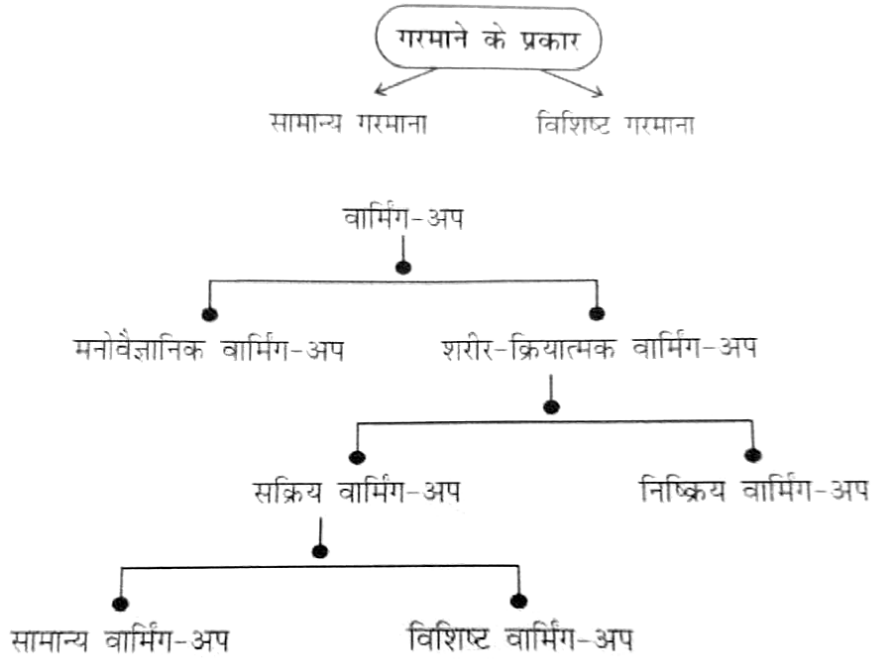 गरमाने के प्रकार
सामान्य गरमाना विशिष्ट गरमाना
वार्मिंग-अप
मनोवैज्ञानिक वार्मिंग-अप शरीर-क्रियात्मक वार्मिंग-अप
सक्रिय वार्मिंग-अप निष्क्रिय वार्मिंग-अप
सामान्य वार्मिंग-अप विशिष्ट वार्मिंग-अप